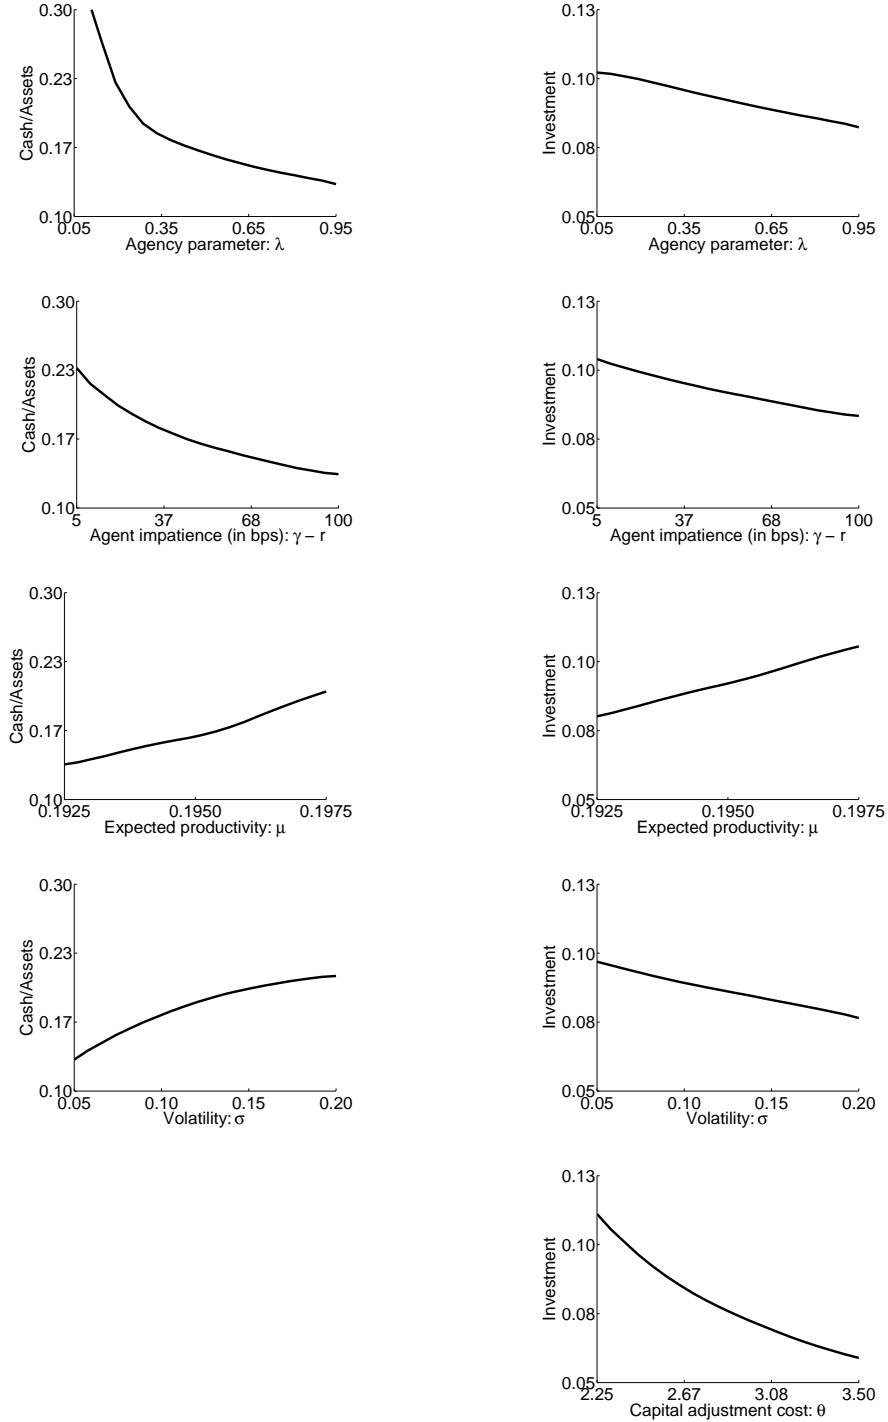 0.30
0.23
0.17
0.10
Cash/Assets
0.05 0.35 0.65 0.95
Agency parameter: λ
0.13
0.10
0.08
0.05
Investment
0.05 0.35 0.65 0.95
Agency parameter: λ
0.30
0.23
0.17
0.10
Cash/Assets
5 37 68 100
Agent impatience (in bps): γ − r
0.13
0.10
0.08
0.05
Investment
5 37 68 100
Agent impatience (in bps): γ − r
0.30
0.23
0.17
0.10
Cash/Assets
0.1925 0.1950 0.1975
Expected productivity: μ
0.13
0.10
0.08
0.05
Investment
0.1925 0.1950 0.1975
Expected productivity: μ
0.30
0.23
0.17
0.10
Cash/Assets
0.05 0.10 0.15 0.20
Volatility: σ
0.13
0.10
0.08
0.05
Investment
0.05 0.10 0.15 0.20
Volatility: σ
0.13
0.10
0.08
0.05
Investment
2.25 2.67 3.08 3.50
Capital adjustment cost: θ